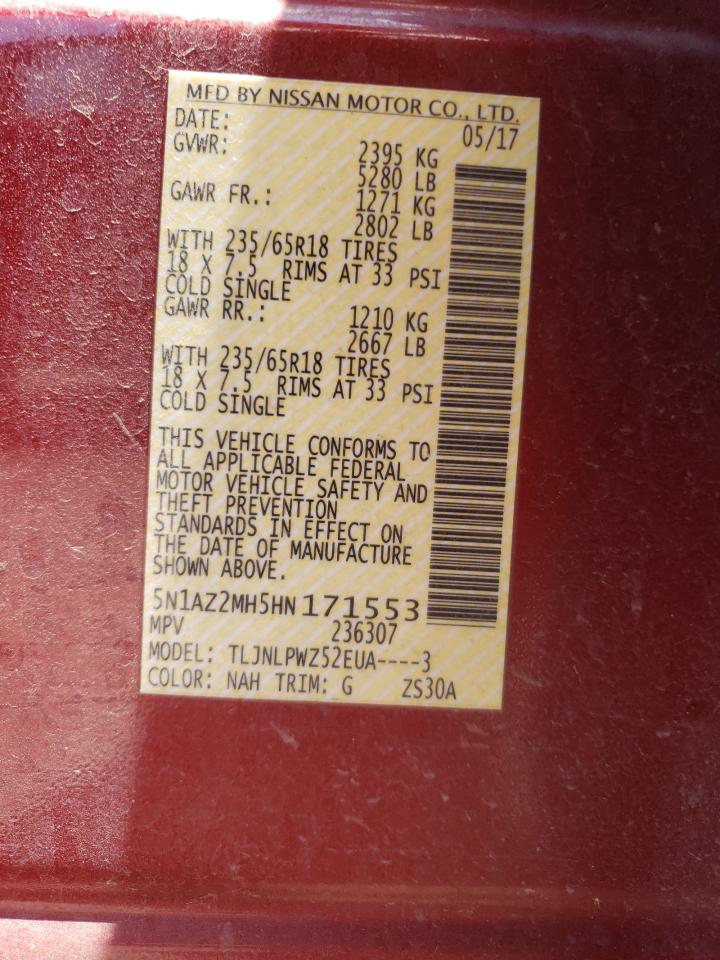 MFD BY NISSAN MOTOR CO., LTD.
DATE: 05/17
GVWR: 2395 KG
5280 LB
GAWR FR.: 1271 KG
2802 LB
WITH 235/65R18 TIRES
18 X 7.5 RIMS AT 33 PSI
COLD SINGLE
GAWR RR.: 1210 KG
2667 LB
WITH 235/65R18 TIRES
18 X 7.5 RIMS AT 33 PSI
COLD SINGLE
THIS VEHICLE CONFORMS TO
ALL APPLICABLE FEDERAL
MOTOR VEHICLE SAFETY AND
THEFT PREVENTION
STANDARDS IN EFFECT ON
THE DATE OF MANUFACTURE
SHOWN ABOVE.
5N1AZ2MH5HN171553
MPV 236307
MODEL: TLJNLPWZ52EUA----3
COLOR: NAH TRIM: G ZS30A